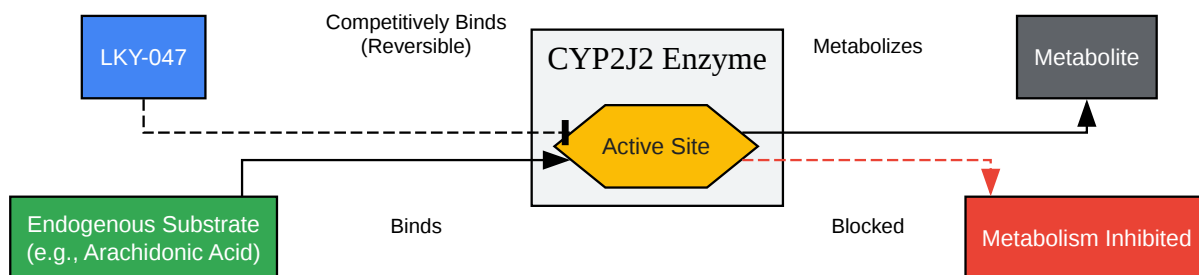 LKY-047
Competitively Binds
(Reversible)
CYP2J2 Enzyme
Metabolizes
Metabolite
Active Site
Endogenous Substrate
(e.g., Arachidonic Acid)
Binds
Blocked
Metabolism Inhibited